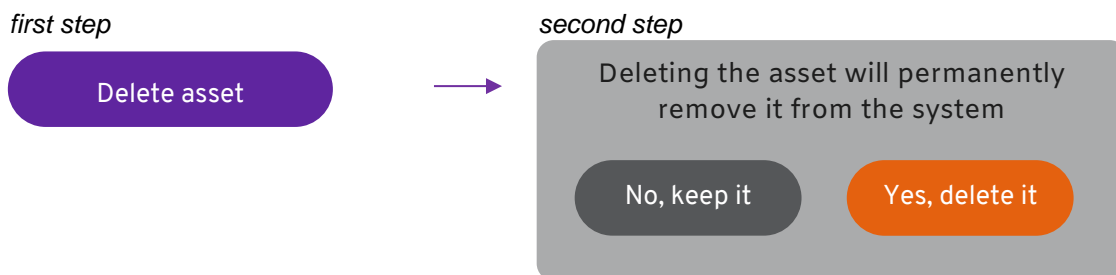 first step
second step
Delete asset
Deleting the asset will permanently
remove it from the system
No, keep it
Yes, delete it